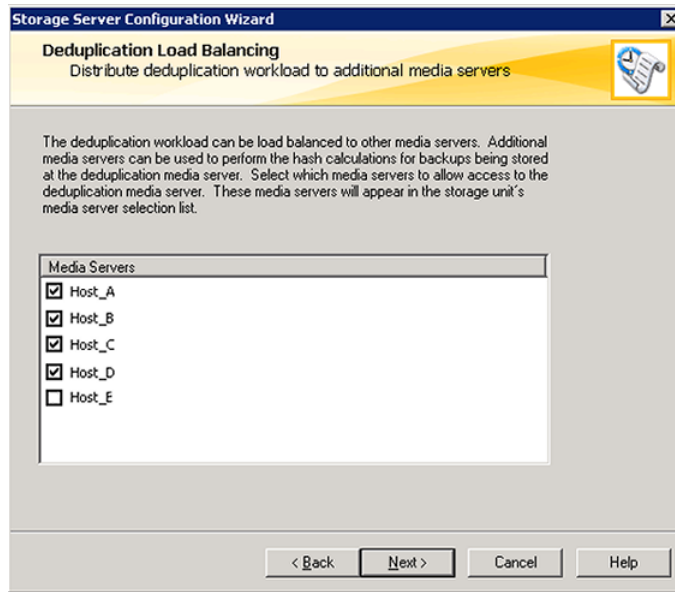 Storage Server Configuration Wizard
Deduplication Load Balancing
Distribute deduplication workload to additional media servers
The deduplication workload can be load balanced to other media servers. Additional
media servers can be used to perform the hash calculations for backups being stored
at the deduplication media server. Select which media servers to allow access to the
deduplication media server. These media servers will appear in the storage unit's
media server selection list.
Media Servers
Host_A
Host_B
Host_C
Host_D
Host_E
< Back Next > Cancel Help